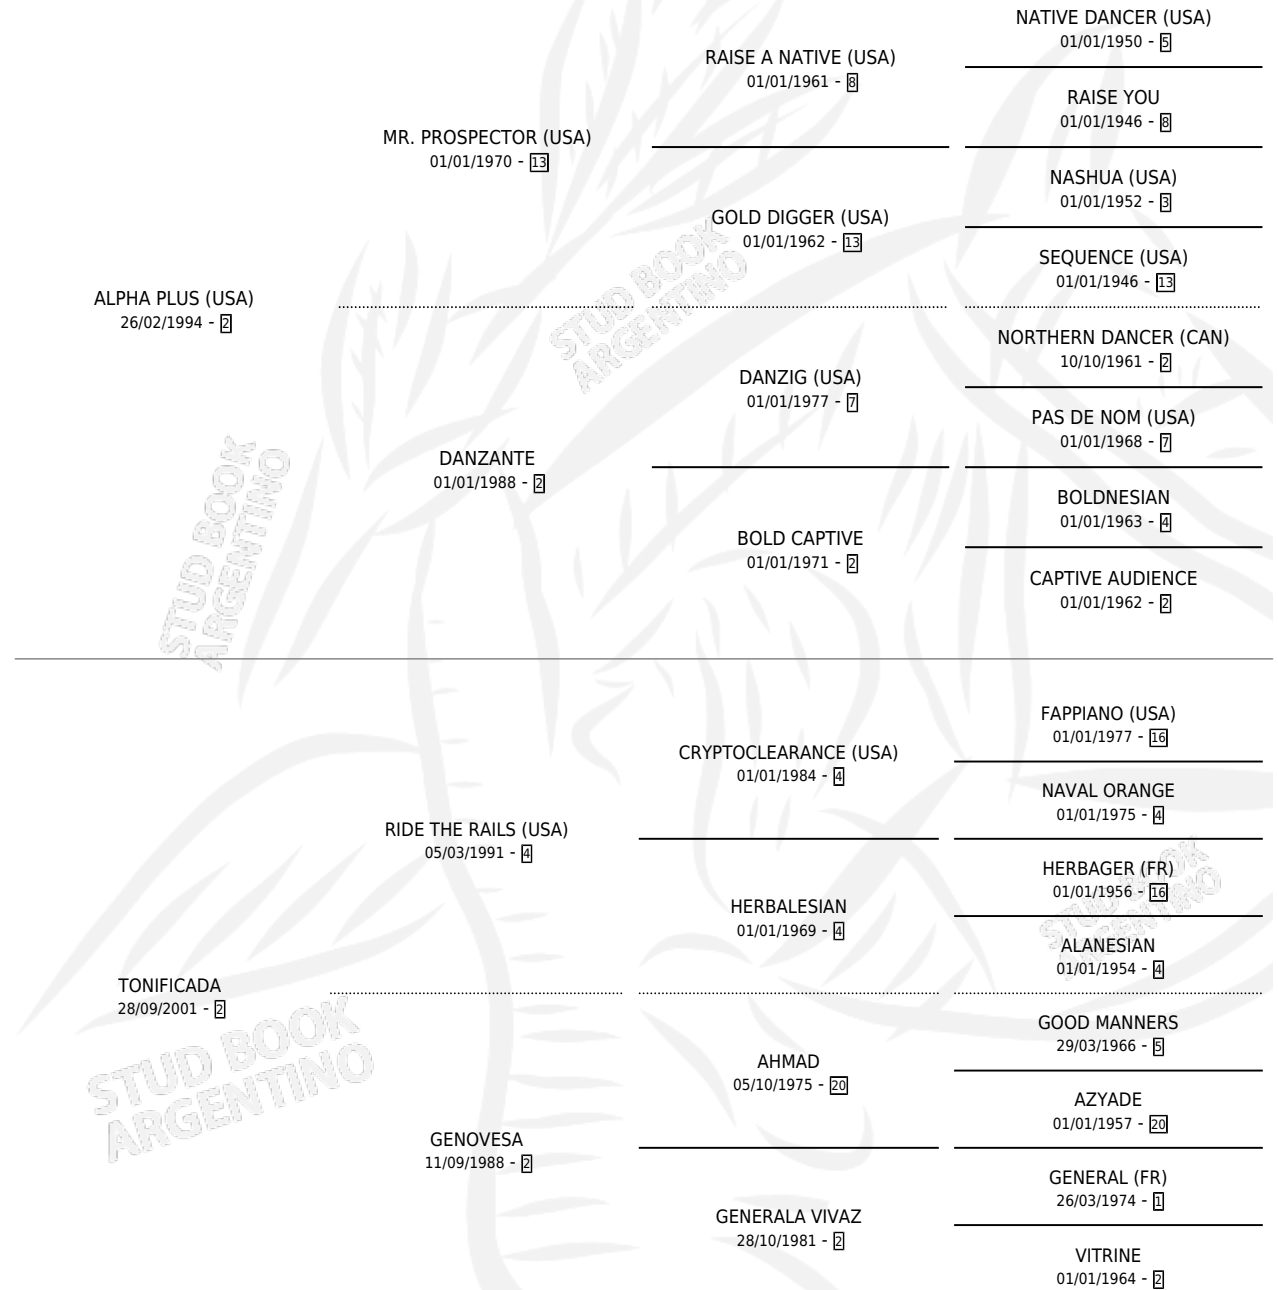 NATIVE DANCER (USA)
01/01/1950 - 5
RAISE A NATIVE (USA)
01/01/1961 - 8
RAISE YOU
01/01/1946 - 8
MR. PROSPECTOR (USA)
01/01/1970 - 13
NASHUA (USA)
01/01/1952 - 3
GOLD DIGGER (USA)
01/01/1962 - 13
SEQUENCE (USA)
01/01/1946 - 13
ALPHA PLUS (USA)
26/02/1994 - 2
NORTHERN DANCER (CAN)
10/10/1961 - 2
DANZIG (USA)
01/01/1977 - 7
PAS DE NOM (USA)
01/01/1968 - 7
DANZANTE
01/01/1988 - 2
BOLDNESIAN
01/01/1963 - 4
BOLD CAPTIVE
01/01/1971 - 2
CAPTIVE AUDIENCE
01/01/1962 - 2
STUD BOOK
ARGENTINO
STUD BOOK
ARGENTINO
FAPPIANO (USA)
01/01/1977 - 16
CRYPTOCLEARANCE (USA)
01/01/1984 - 4
NAVAL ORANGE
01/01/1975 - 4
RIDE THE RAILS (USA)
05/03/1991 - 4
HERBAGER (FR)
01/01/1956 - 16
HERBALESIAN
01/01/1969 - 4
ALANESIAN
01/01/1954 - 4
STUD BOOK
ARGENTINO
TONIFICADA
28/09/2001 - 2
STUD BOOK
ARGENTINO
GOOD MANNERS
29/03/1966 - 5
AHMAD
05/10/1975 - 20
AZYADE
01/01/1957 - 20
GENOVESA
11/09/1988 - 2
GENERAL (FR)
26/03/1974 - 1
GENERALA VIVAZ
28/10/1981 - 2
VITRINE
01/01/1964 - 2